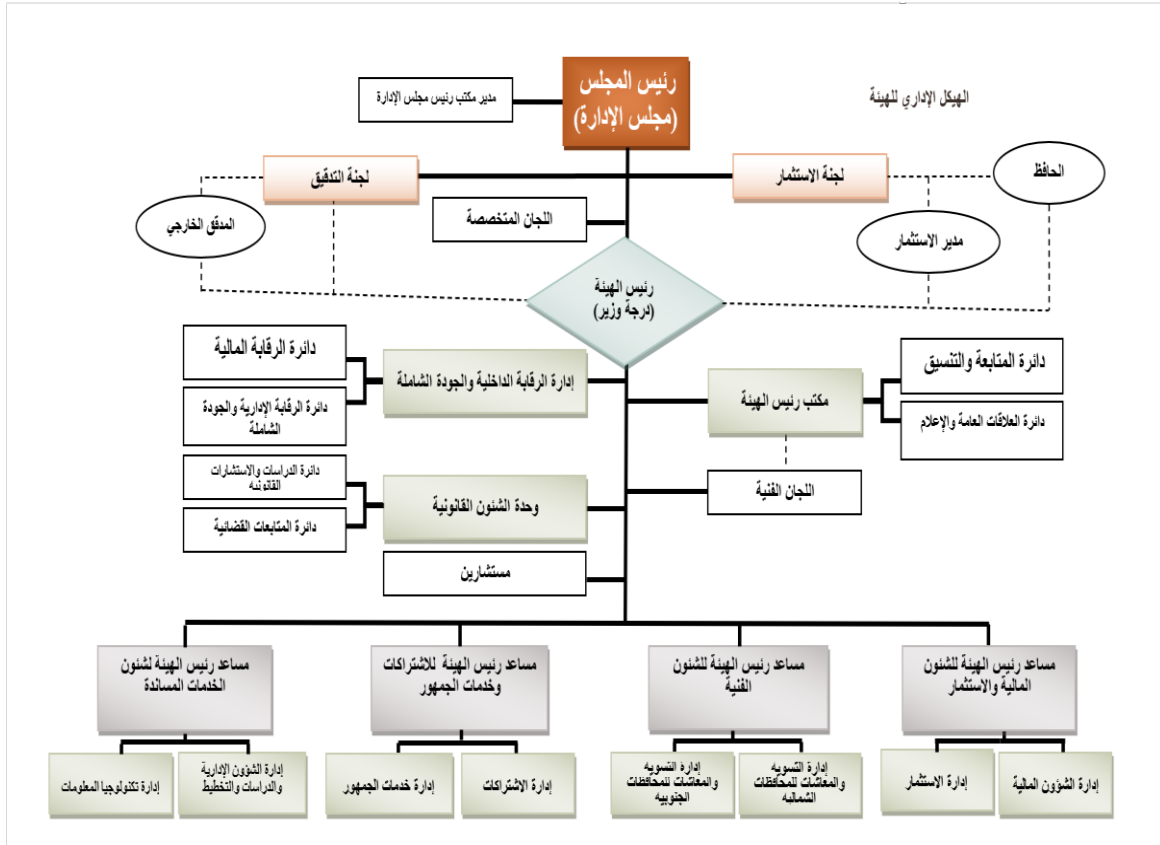 الهيكل الإداري للهيئة
رئيس المجلس
(مجلس الإدارة)
مدير مكتب رئيس مجلس الإدارة
الحافظ
لجنة الاستثمار
لجنة التدقيق
مدير الاستثمار
اللجان المتخصصة
المدقق الخارجي
رئيس الهيئة
(درجة وزير)
دائرة المتابعة والتنسيق
مكتب رئيس الهيئة
دائرة العلاقات العامة والإعلام
إدارة الرقابة الداخلية والجودة الشاملة
دائرة الرقابة المالية
دائرة الرقابة الإدارية والجودة
الشاملة
اللجان الفنية
وحدة الشئون القانونية
دائرة الدراسات والاستشارات
القانونيه
دائرة المتابعات القضائية
مستشارين
مساعد رئيس الهيئة للشئون
المالية والاستثمار
مساعد رئيس الهيئة للشئون
الفنية
مساعد رئيس الهيئة للاشتراكات
وخدمات الجمهور
مساعد رئيس الهيئة لشئون
الخدمات المساندة
إدارة الشؤون المالية
إدارة الاستثمار
إدارة التسويه
والمعاشات للمحافظات
الشماليه
إدارة التسويه
والمعاشات للمحافظات
الجنوبيه
إدارة الاشتراكات
إدارة خدمات الجمهور
إدارة الشؤون الإدارية
والدراسات والتخطيط
إدارة تكنولوجيا المعلومات